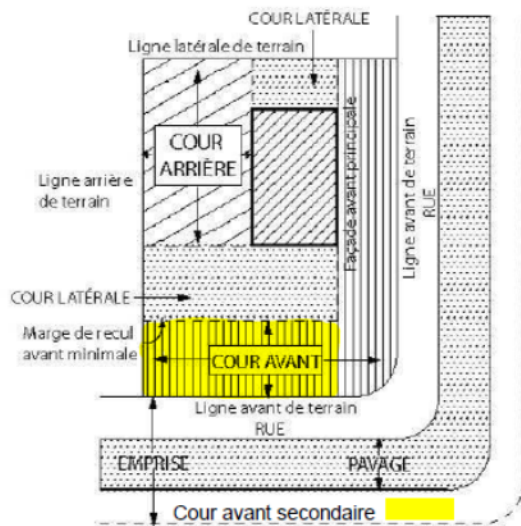 COUR LATÉRALE
Ligne latérale de terrain
COUR
ARRIÈRE
Façade avant principale
Ligne avant de terrain
RUE
Ligne arrière
de terrain
COUR LATÉRALE
Marge de recul
avant minimale
COUR AVANT
Ligne avant de terrain
RUE
EMPRISE
PAVAGE
Cour avant secondaire